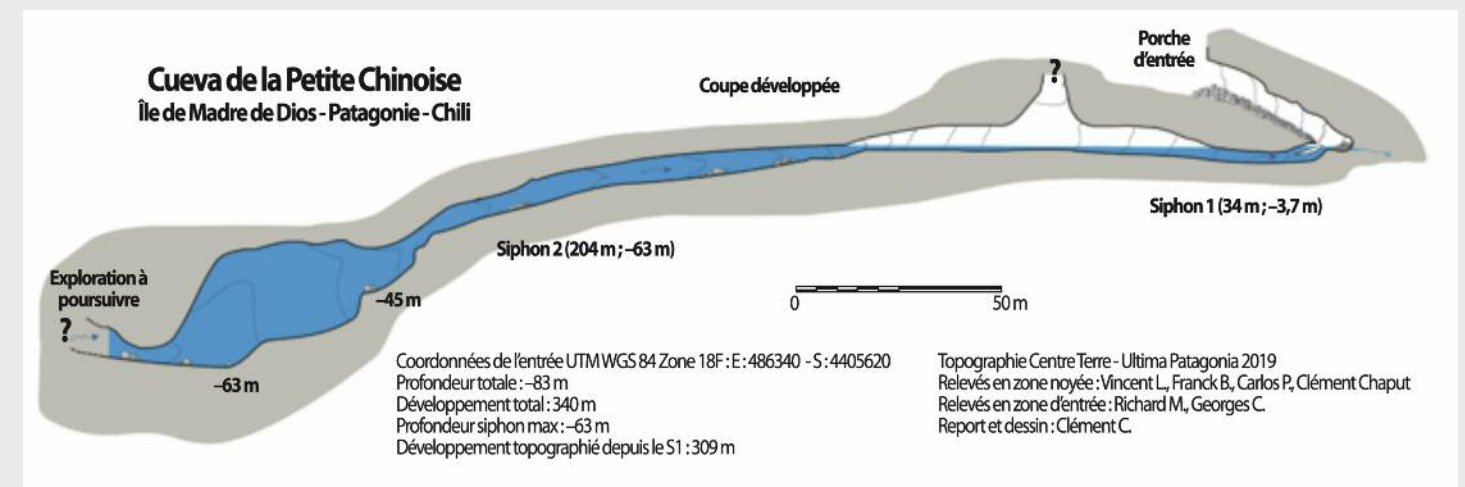 Cueva de la Petite Chinoise
Île de Madre de Dios - Patagonie - Chili
Coupe développée
?
Porche
d'entrée
Siphon 1 (34 m ; –3,7 m)
Siphon 2 (204 m ; –63 m)
Exploration à
poursuivre
?
–45 m
–63 m
0 50 m
Coordonnées de l'entrée UTM WGS 84 Zone 18F : E : 486340 - S : 4405620
Profondeur totale : –83 m
Développement total : 340 m
Profondeur siphon max : –63 m
Développement topographié depuis le S1 : 309 m
Topographie Centre Terre - Ultima Patagonia 2019
Relevés en zone noyée : Vincent L., Franck B., Carlos P., Clément Chaput
Relevés en zone d'entrée : Richard M., Georges C.
Report et dessin : Clément C.